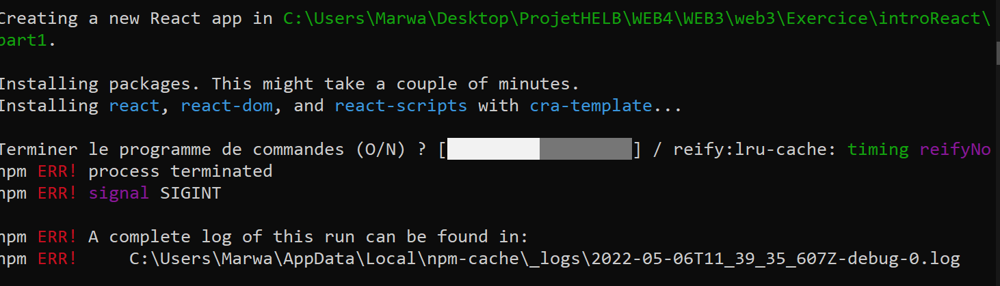 Creating a new React app in C:\Users\Marwa\Desktop\ProjetHELB\WEB4\WEB3\web3\Exercice\introReact\
part1.
Installing packages. This might take a couple of minutes.
Installing react, react-dom, and react-scripts with cra-template...
Terminer le programme de commandes (O/N) ? [ ] / reify:lru-cache: timing reifyNo
npm ERR! process terminated
npm ERR! signal SIGINT
npm ERR! A complete log of this run can be found in:
npm ERR!     C:\Users\Marwa\AppData\Local\npm-cache\_logs\2022-05-06T11_39_35_607Z-debug-0.log